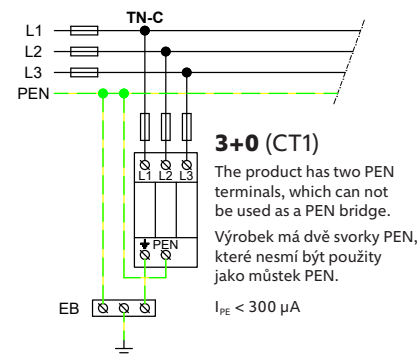 TN-C
L1
L2
L3
PEN
3+0 (CT1)
L1 L2 L3
The product has two PEN
terminals, which can not
be used as a PEN bridge.
Výrobek má dvě svorky PEN,
které nesmí být použity
jako můstek PEN.
PEN
EB
IPE < 300 µA